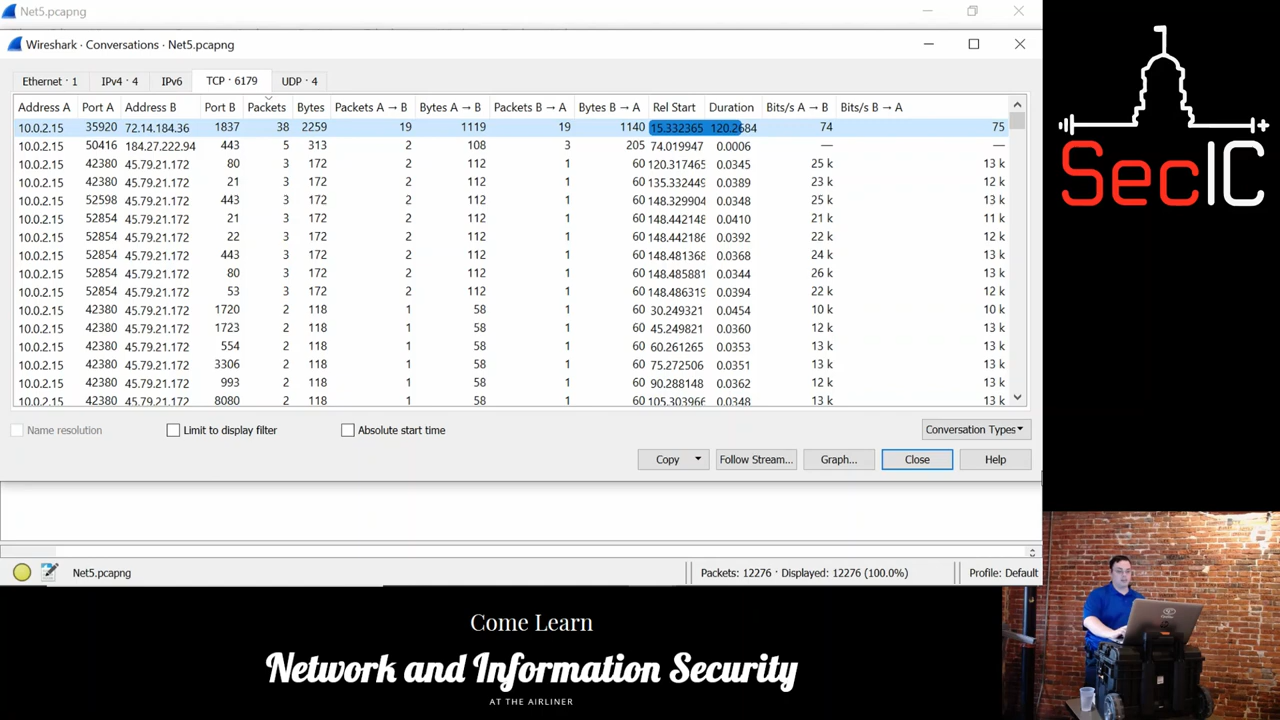 Net5.pcapng
Wireshark · Conversations · Net5.pcapng
Ethernet · 1 IPv4 · 4 IPv6 TCP · 6179 UDP · 4
Address A Port A Address B Port B Packets Bytes Packets A → B Bytes A → B Packets B → A Bytes B → A Rel Start Duration Bits/s A → B Bits/s B → A
10.0.2.15 35920 72.14.184.36 1837 38 2259 19 1119 19 1140 15.332365 120.2684 74 75
10.0.2.15 50416 184.27.222.94 443 5 313 2 108 3 205 74.019947 0.0006 — —
10.0.2.15 42380 45.79.21.172 80 3 172 2 112 1 60 120.317465 0.0345 25 k 13 k
10.0.2.15 42380 45.79.21.172 21 3 172 2 112 1 60 135.332449 0.0389 23 k 12 k
10.0.2.15 52598 45.79.21.172 443 3 172 2 112 1 60 148.329904 0.0348 25 k 13 k
10.0.2.15 52854 45.79.21.172 21 3 172 2 112 1 60 148.442148 0.0410 21 k 11 k
10.0.2.15 52854 45.79.21.172 22 3 172 2 112 1 60 148.442186 0.0392 22 k 12 k
10.0.2.15 52854 45.79.21.172 443 3 172 2 112 1 60 148.481368 0.0368 24 k 13 k
10.0.2.15 52854 45.79.21.172 80 3 172 2 112 1 60 148.485881 0.0344 26 k 13 k
10.0.2.15 52854 45.79.21.172 53 3 172 2 112 1 60 148.486319 0.0394 22 k 12 k
10.0.2.15 42380 45.79.21.172 1720 2 118 1 58 1 60 30.249321 0.0454 10 k 10 k
10.0.2.15 42380 45.79.21.172 1723 2 118 1 58 1 60 45.249821 0.0360 12 k 13 k
10.0.2.15 42380 45.79.21.172 554 2 118 1 58 1 60 60.261265 0.0353 13 k 13 k
10.0.2.15 42380 45.79.21.172 3306 2 118 1 58 1 60 75.272506 0.0351 13 k 13 k
10.0.2.15 42380 45.79.21.172 993 2 118 1 58 1 60 90.288148 0.0362 12 k 13 k
10.0.2.15 42380 45.79.21.172 8080 2 118 1 58 1 60 105.303966 0.0348 13 k 13 k
Name resolution Limit to display filter Absolute start time Conversation Types
Copy Follow Stream... Graph... Close Help
Net5.pcapng Packets: 12276 · Displayed: 12276 (100.0%) Profile: Default
SecIC
Come Learn
Network and Information Security
AT THE AIRLINER